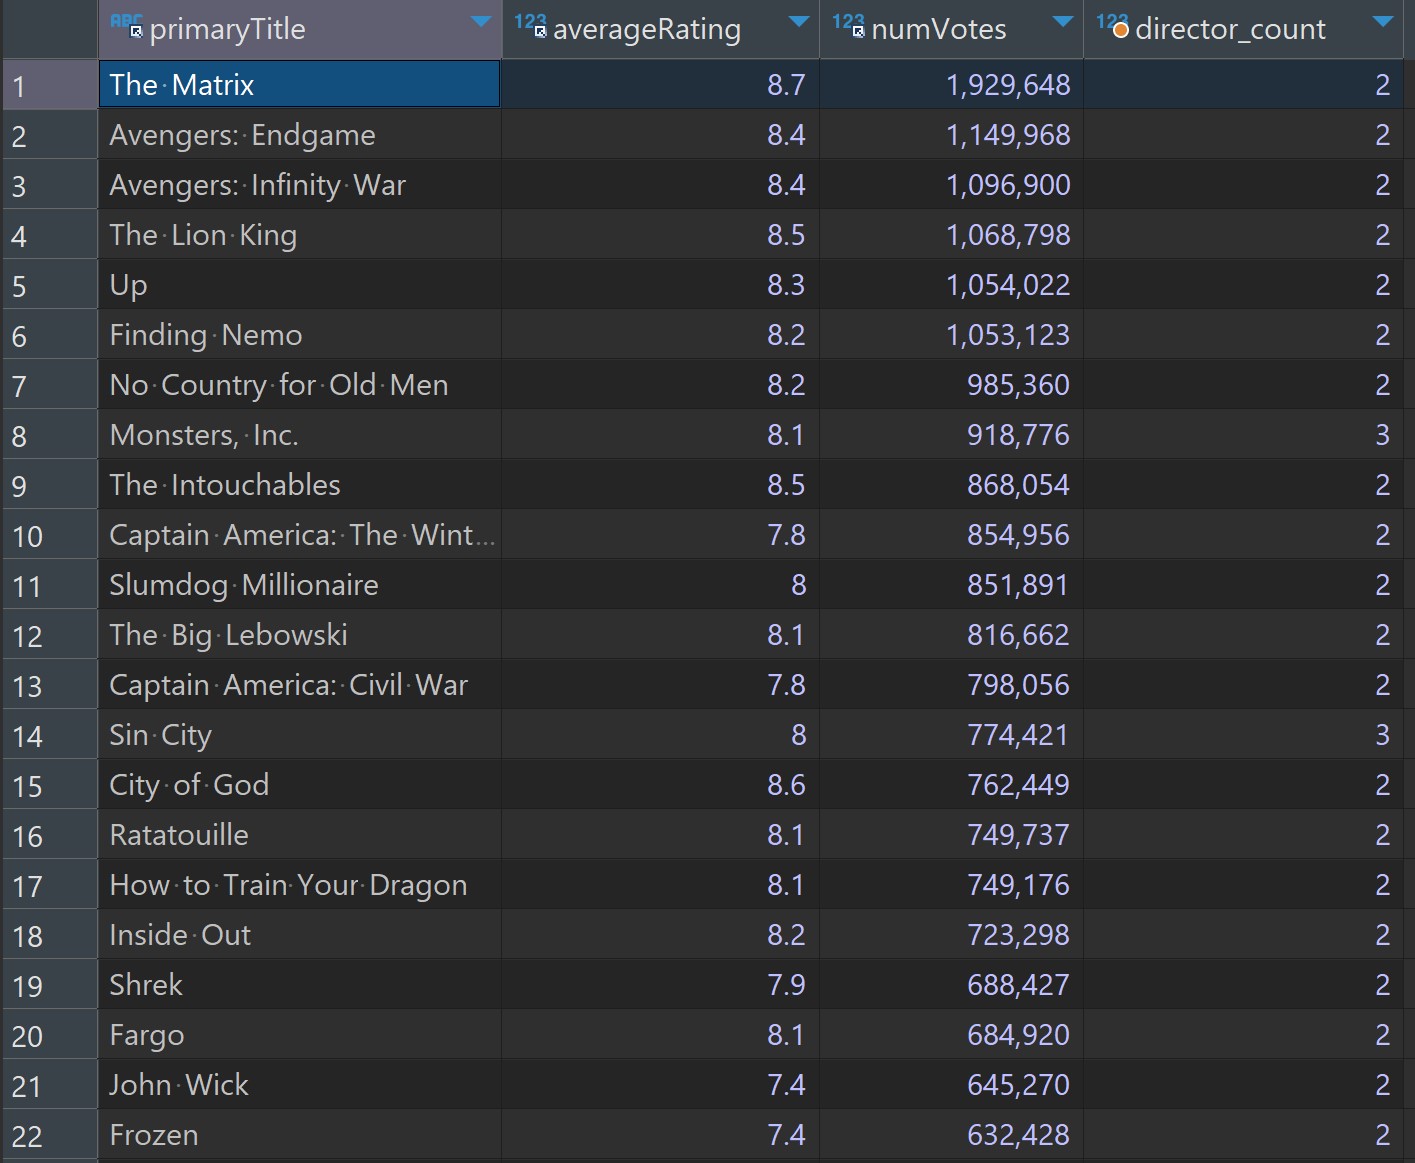 ABC primaryTitle 123 averageRating 123 numVotes 123 director_count
1 The·Matrix 8.7 1,929,648 2
2 Avengers:·Endgame 8.4 1,149,968 2
3 Avengers:·Infinity·War 8.4 1,096,900 2
4 The·Lion·King 8.5 1,068,798 2
5 Up 8.3 1,054,022 2
6 Finding·Nemo 8.2 1,053,123 2
7 No·Country·for·Old·Men 8.2 985,360 2
8 Monsters,·Inc. 8.1 918,776 3
9 The·Intouchables 8.5 868,054 2
10 Captain·America:·The·Wint... 7.8 854,956 2
11 Slumdog·Millionaire 8 851,891 2
12 The·Big·Lebowski 8.1 816,662 2
13 Captain·America:·Civil·War 7.8 798,056 2
14 Sin·City 8 774,421 3
15 City·of·God 8.6 762,449 2
16 Ratatouille 8.1 749,737 2
17 How·to·Train·Your·Dragon 8.1 749,176 2
18 Inside·Out 8.2 723,298 2
19 Shrek 7.9 688,427 2
20 Fargo 8.1 684,920 2
21 John·Wick 7.4 645,270 2
22 Frozen 7.4 632,428 2